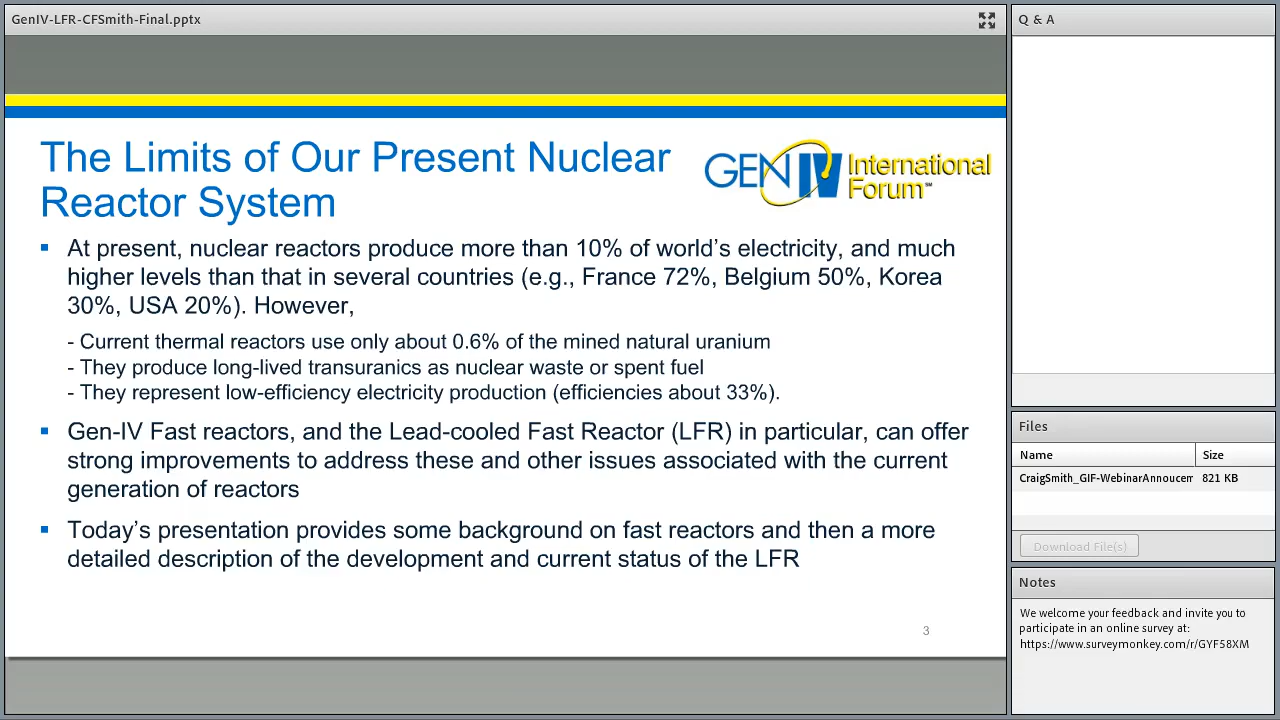 GenIV-LFR-CFSmith-Final.pptx
The Limits of Our Present Nuclear
Reactor System
GEN IV International
Forum™
▪ At present, nuclear reactors produce more than 10% of world’s electricity, and much
higher levels than that in several countries (e.g., France 72%, Belgium 50%, Korea
30%, USA 20%). However,
- Current thermal reactors use only about 0.6% of the mined natural uranium
- They produce long-lived transuranics as nuclear waste or spent fuel
- They represent low-efficiency electricity production (efficiencies about 33%).
▪ Gen-IV Fast reactors, and the Lead-cooled Fast Reactor (LFR) in particular, can offer
strong improvements to address these and other issues associated with the current
generation of reactors
▪ Today’s presentation provides some background on fast reactors and then a more
detailed description of the development and current status of the LFR
3
Q & A
Files
Name Size
CraigSmith_GIF-WebinarAnnoucem 821 KB
Download File(s)
Notes
We welcome your feedback and invite you to
participate in an online survey at:
https://www.surveymonkey.com/r/GYF58XM